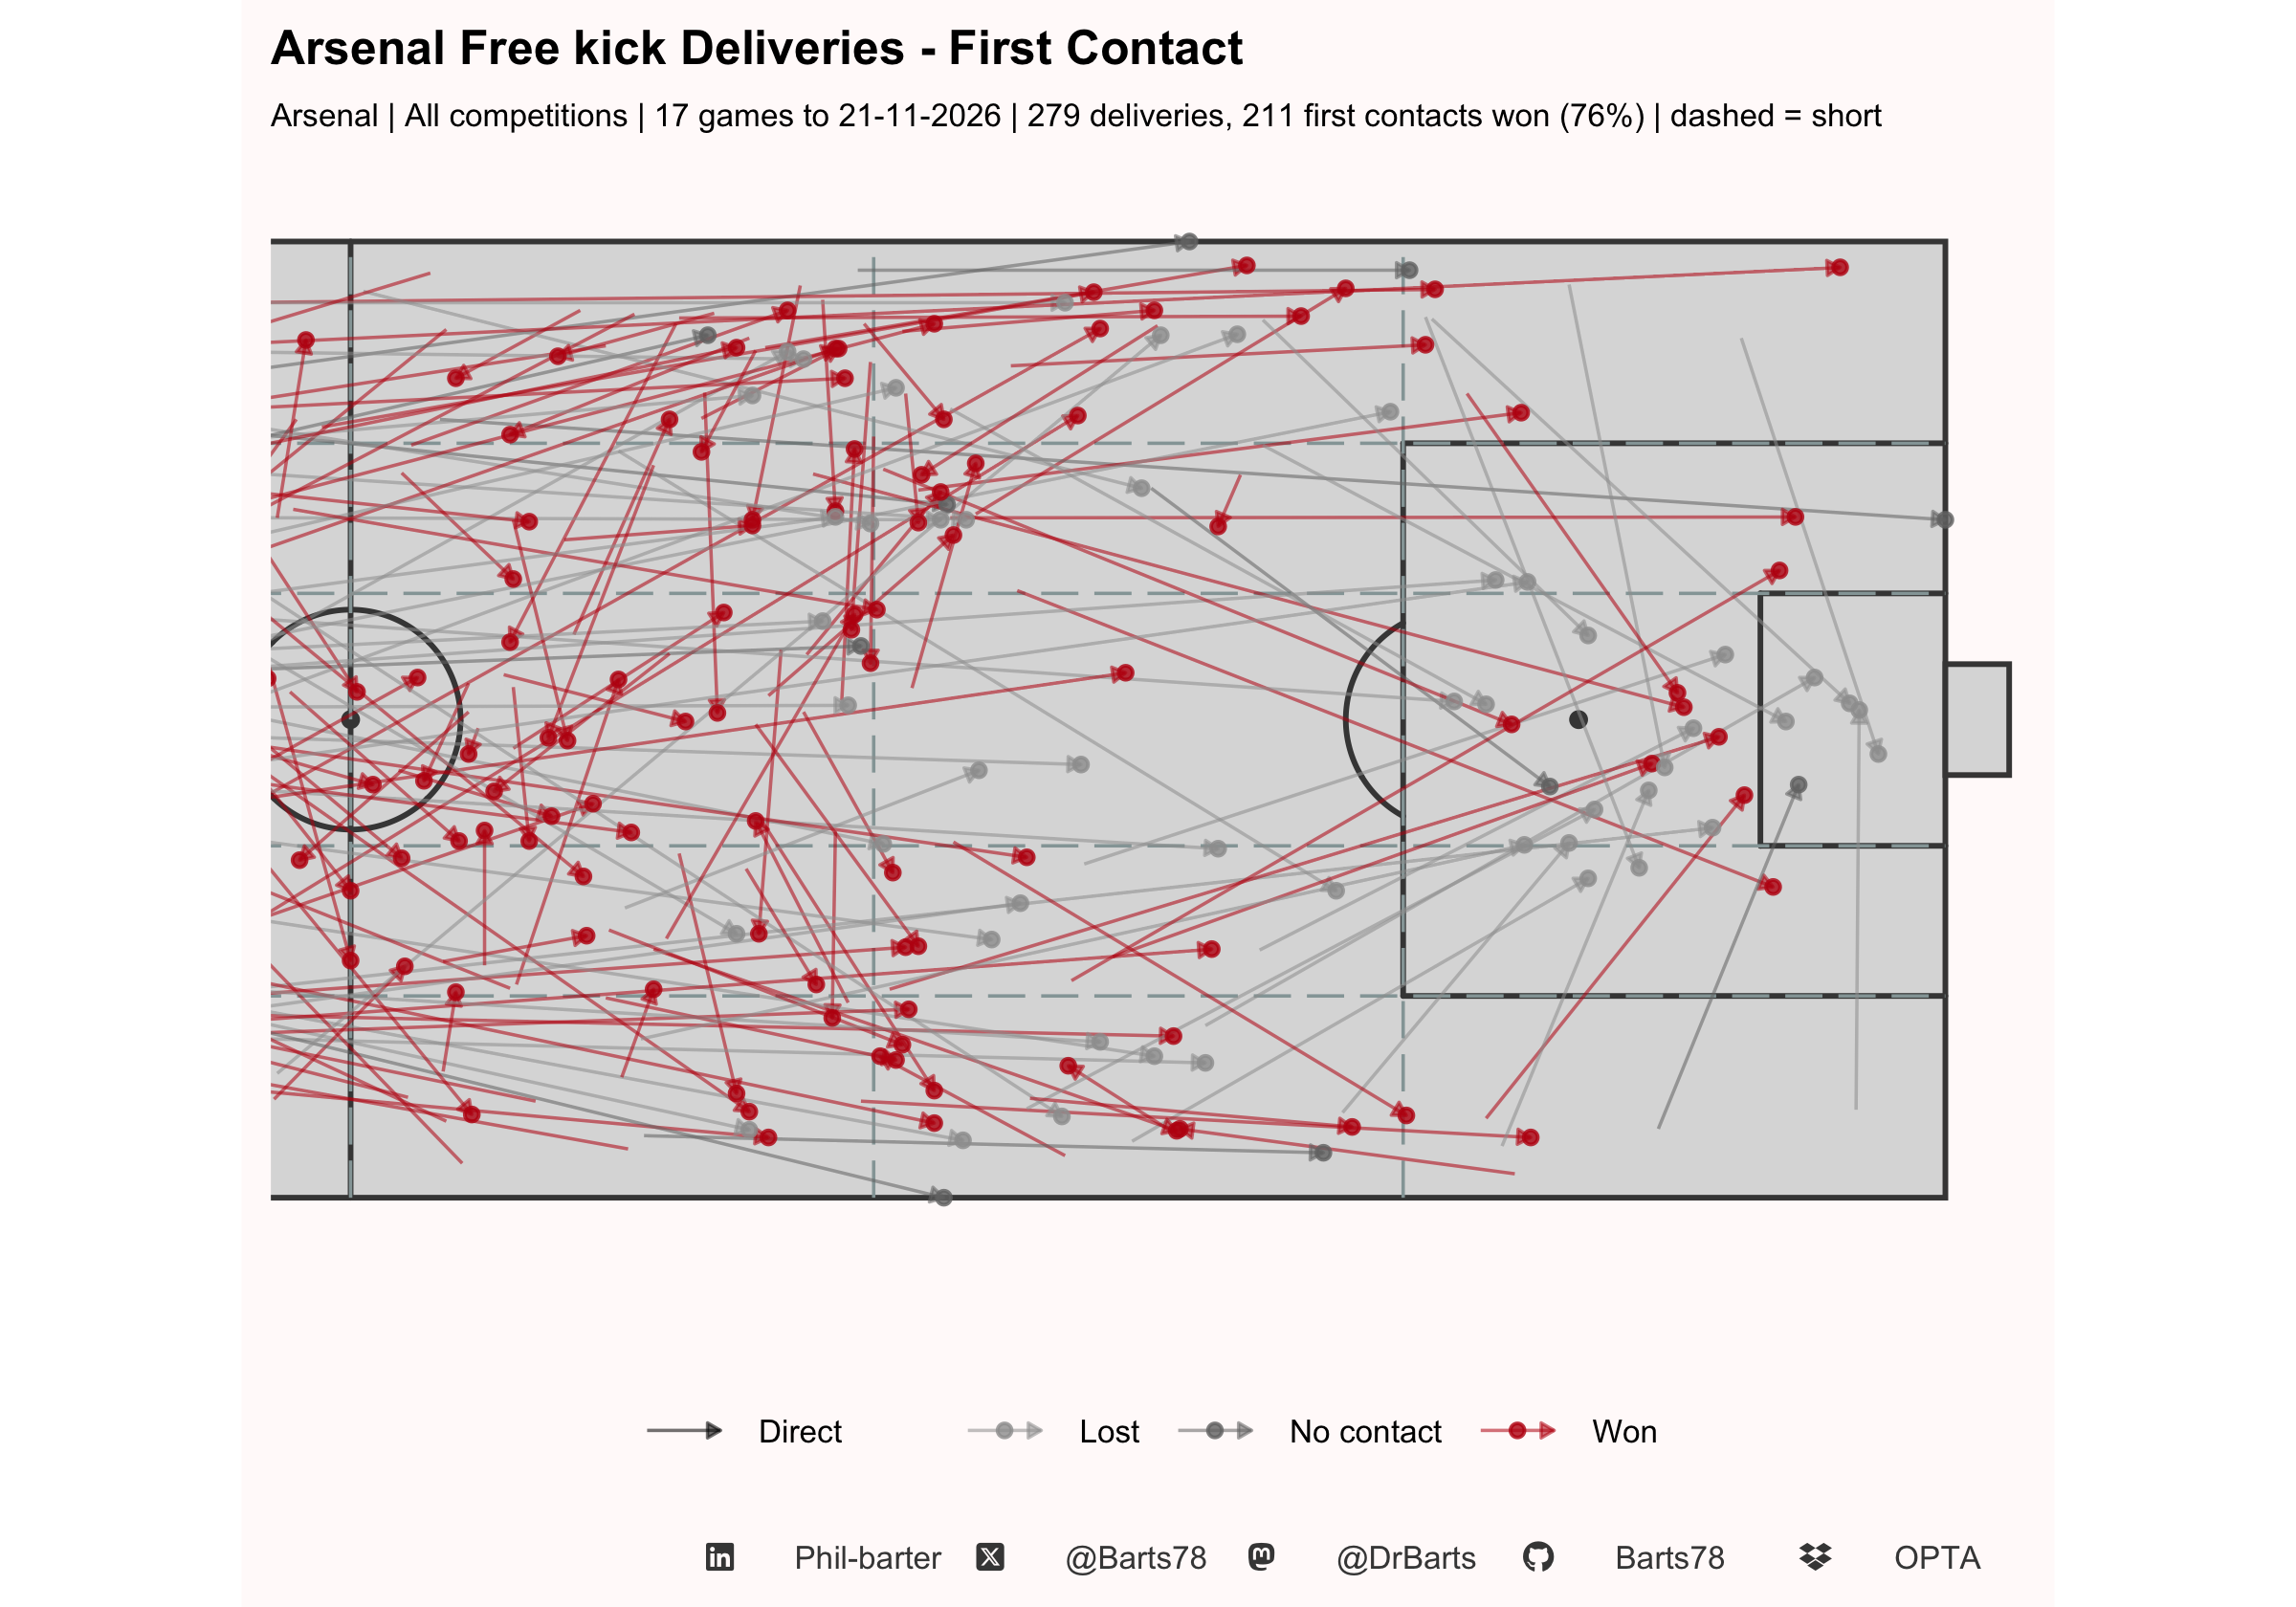 Arsenal Free kick Deliveries - First Contact
Arsenal | All competitions | 17 games to 21-11-2026 | 279 deliveries, 211 first contacts won (76%) | dashed = short
Direct Lost No contact Won
Phil-barter @Barts78 @DrBarts Barts78 OPTA